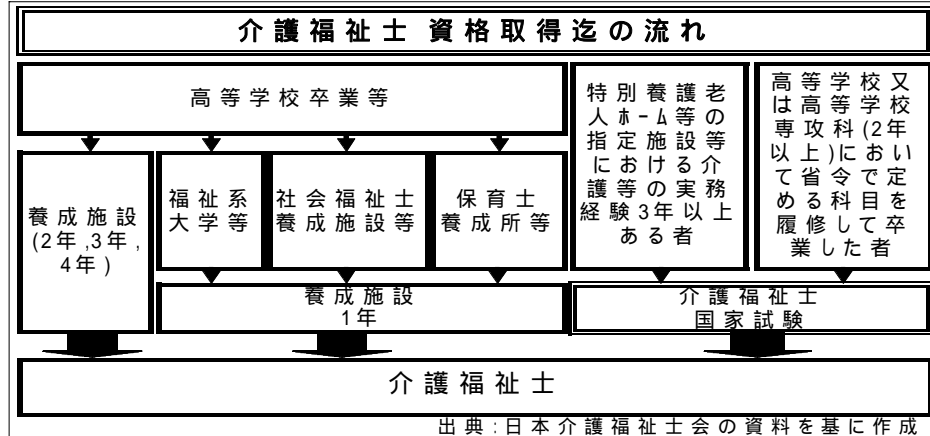 介護福祉士 資格取得迄の流れ
高等学校卒業等
養成施設
(2年,3年,
4年)
福祉系
大学等
社会福祉士
養成施設等
保育士
養成所等
養成施設
1年
特別養護老
人ホーム等の
指定施設等
における介
護等の実務
経験3年以上
ある者
高等学校又
は高等学校
専攻科(2年
以上)におい
て省令で定
める科目を
履修して卒
業した者
介護福祉士
国家試験
介護福祉士
出典:日本介護福祉士会の資料を基に作成